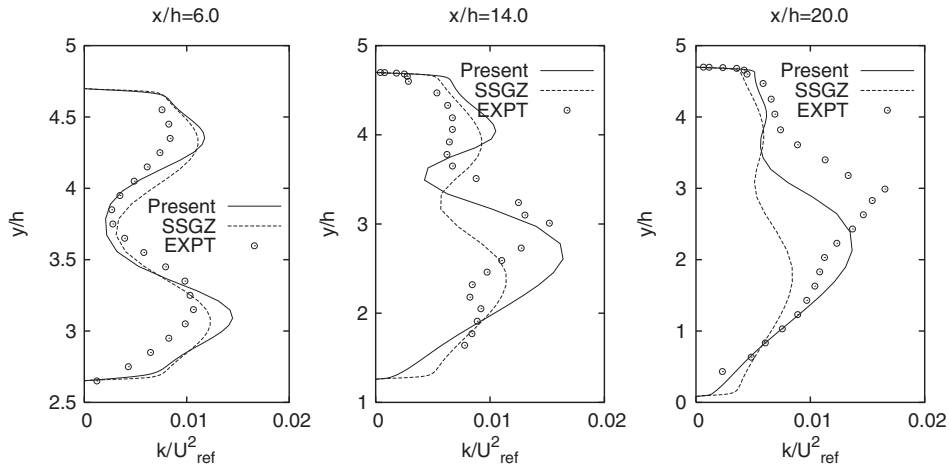 x/h=6.0
5
4.5
4
3.5
3
2.5
y/h
Present
SSGZ
EXPT
0
0.01
0.02
k/U²ref
x/h=14.0
5
4
3
2
1
y/h
Present
SSGZ
EXPT
0
0.01
0.02
k/U²ref
x/h=20.0
5
4
3
2
1
0
y/h
Present
SSGZ
EXPT
0
0.01
0.02
k/U²ref